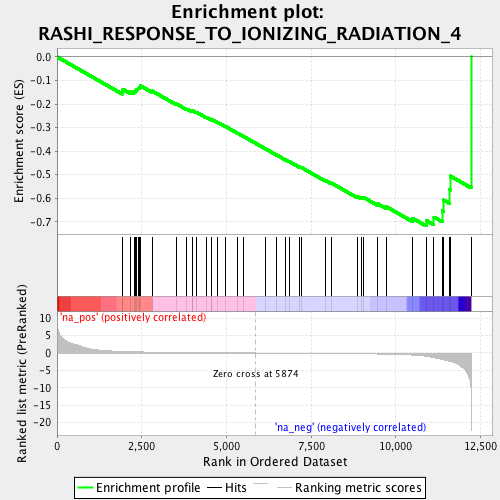 Enrichment plot:
RASHI_RESPONSE_TO_IONIZING_RADIATION_4
Enrichment score (ES)
0.0
-0.1
-0.2
-0.3
-0.4
-0.5
-0.6
-0.7
'na_pos' (positively correlated)
Ranked list metric (PreRanked)
10
5
0
-5
-10
-15
-20
Zero cross at 5874
'na_neg' (negatively correlated)
0
2,500
5,000
7,500
10,000
12,500
Rank in Ordered Dataset
Enrichment profile
Hits
Ranking metric scores